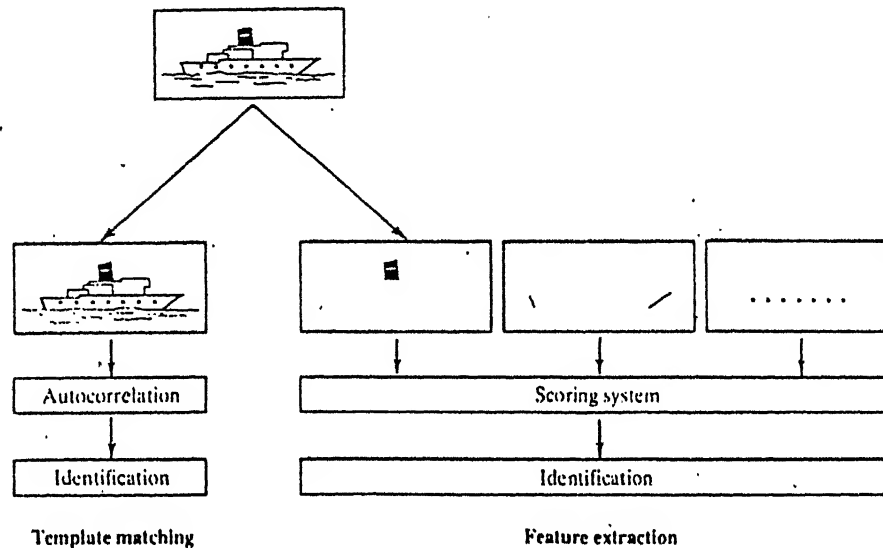 Autocorrelation
Scoring system
Identification
Identification
Template matching
Feature extraction